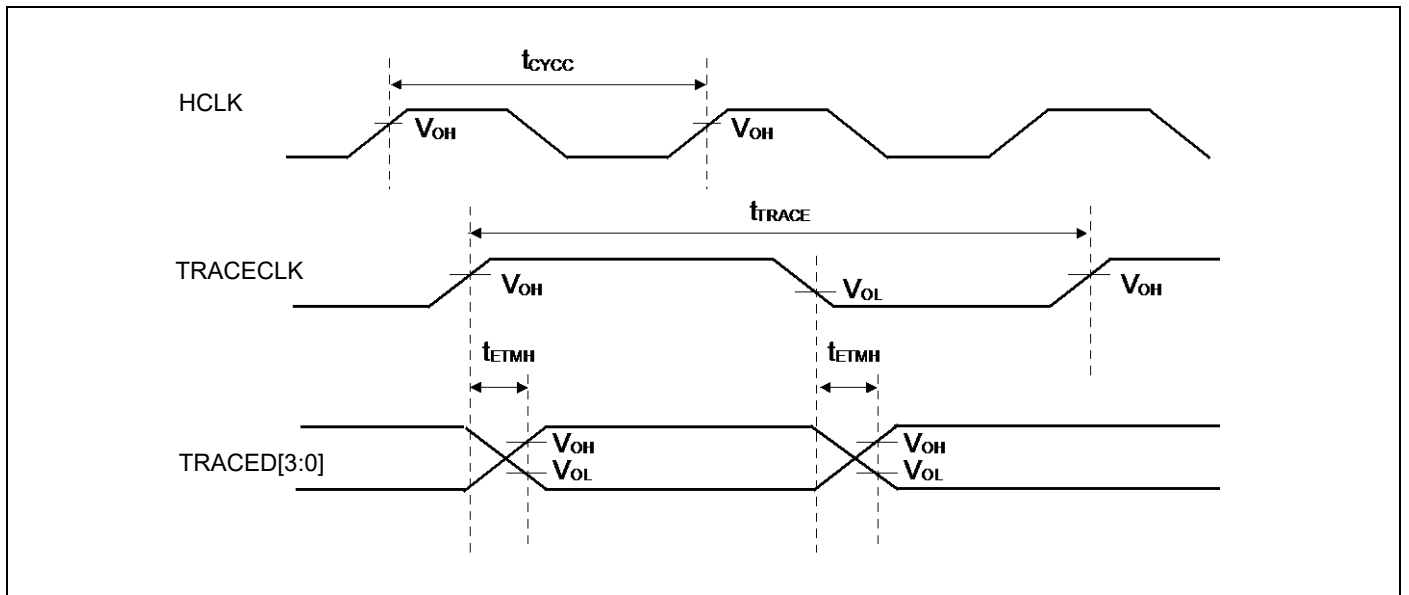 tCYCC
HCLK
VOH VOH
tTRACE
TRACECLK
VOH VOL VOH
tETMH tETMH
VOH VOH
TRACED[3:0]
VOL VOL